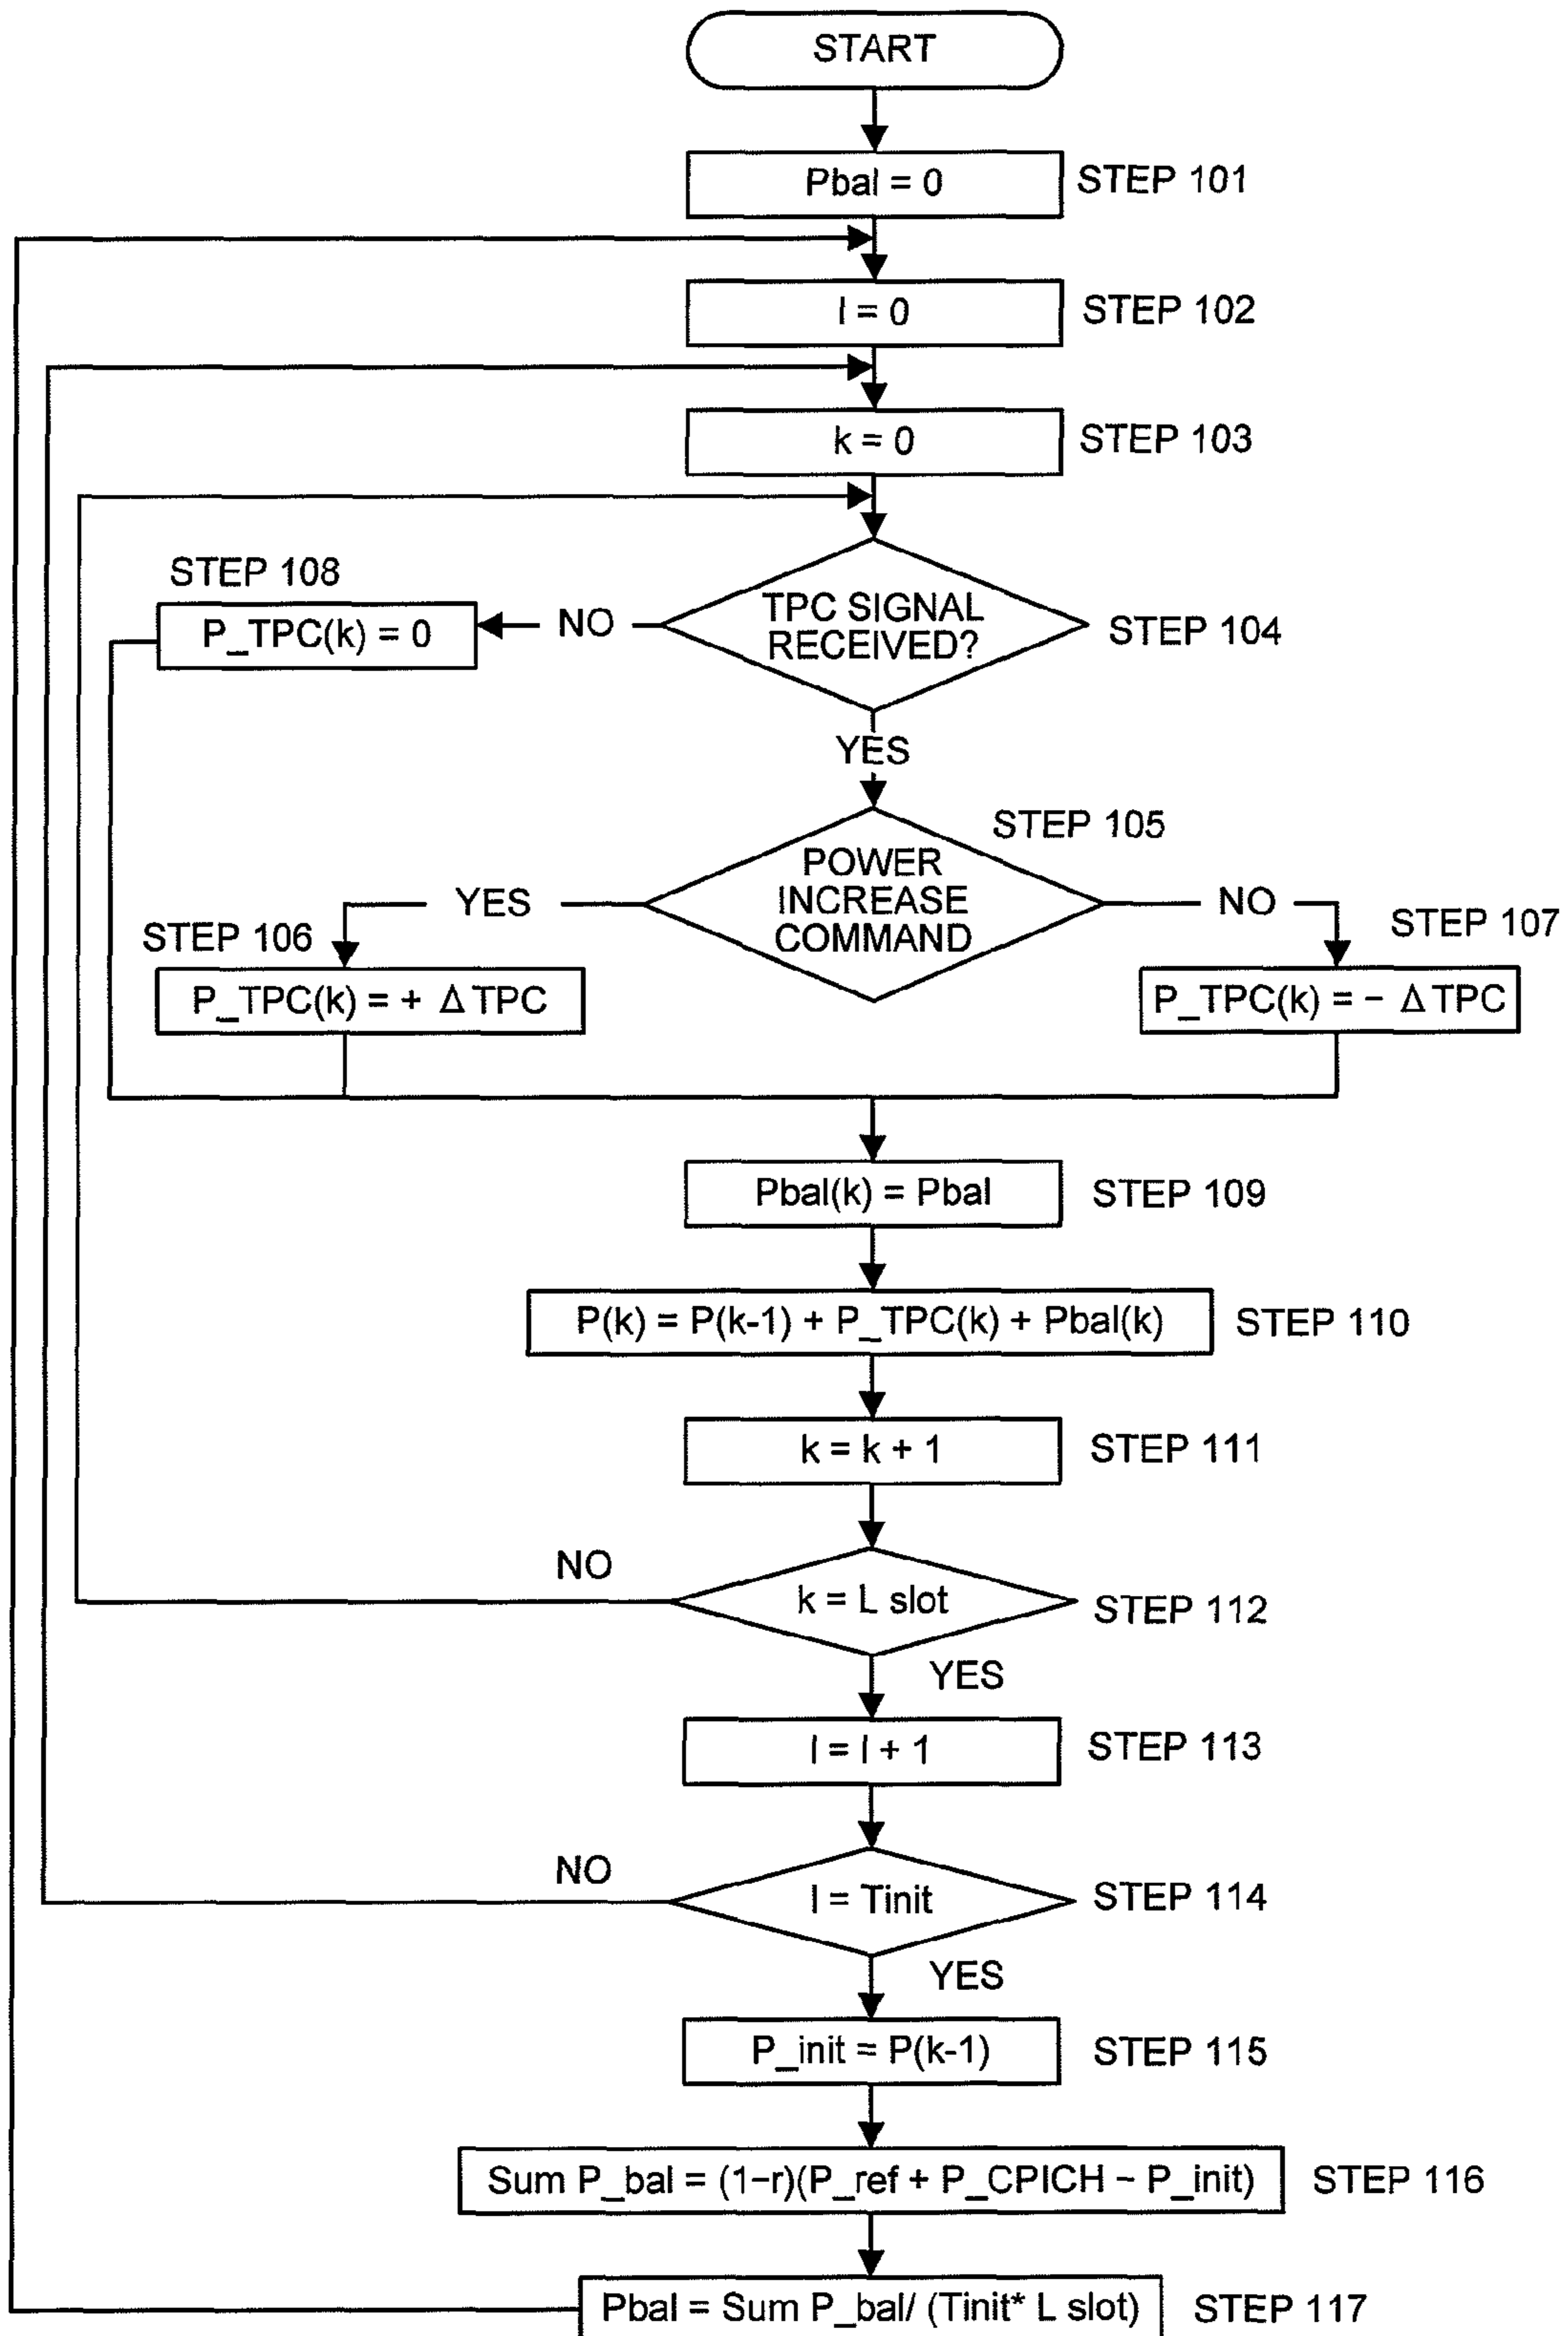 START
Pbal = 0
STEP 101
l = 0
STEP 102
k = 0
STEP 103
STEP 108
P_TPC(k) = 0
NO
TPC SIGNAL
RECEIVED?
STEP 104
YES
STEP 105
POWER
INCREASE
COMMAND
YES
NO
STEP 106
STEP 107
P_TPC(k) = + Δ TPC
P_TPC(k) = − Δ TPC
Pbal(k) = Pbal
STEP 109
P(k) = P(k-1) + P_TPC(k) + Pbal(k)
STEP 110
k = k + 1
STEP 111
NO
k = L slot
STEP 112
YES
l = l + 1
STEP 113
NO
l = Tinit
STEP 114
YES
P_init = P(k-1)
STEP 115
Sum P_bal = (1−r)(P_ref + P_CPICH − P_init)
STEP 116
Pbal = Sum P_bal/ (Tinit* L slot)
STEP 117